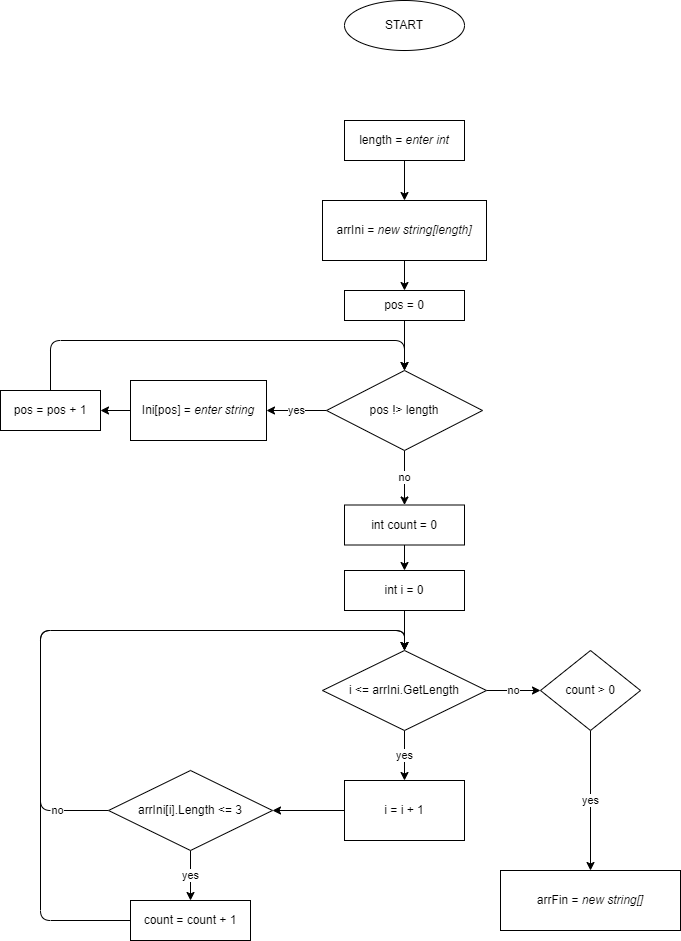 START
length = enter int
arrIni = new string[length]
pos = 0
pos !> length
yes
Ini[pos] = enter string
pos = pos + 1
no
int count = 0
int i = 0
i <= arrIni.GetLength
no
count > 0
yes
i = i + 1
arrIni[i].Length <= 3
no
yes
count = count + 1
yes
arrFin = new string[]